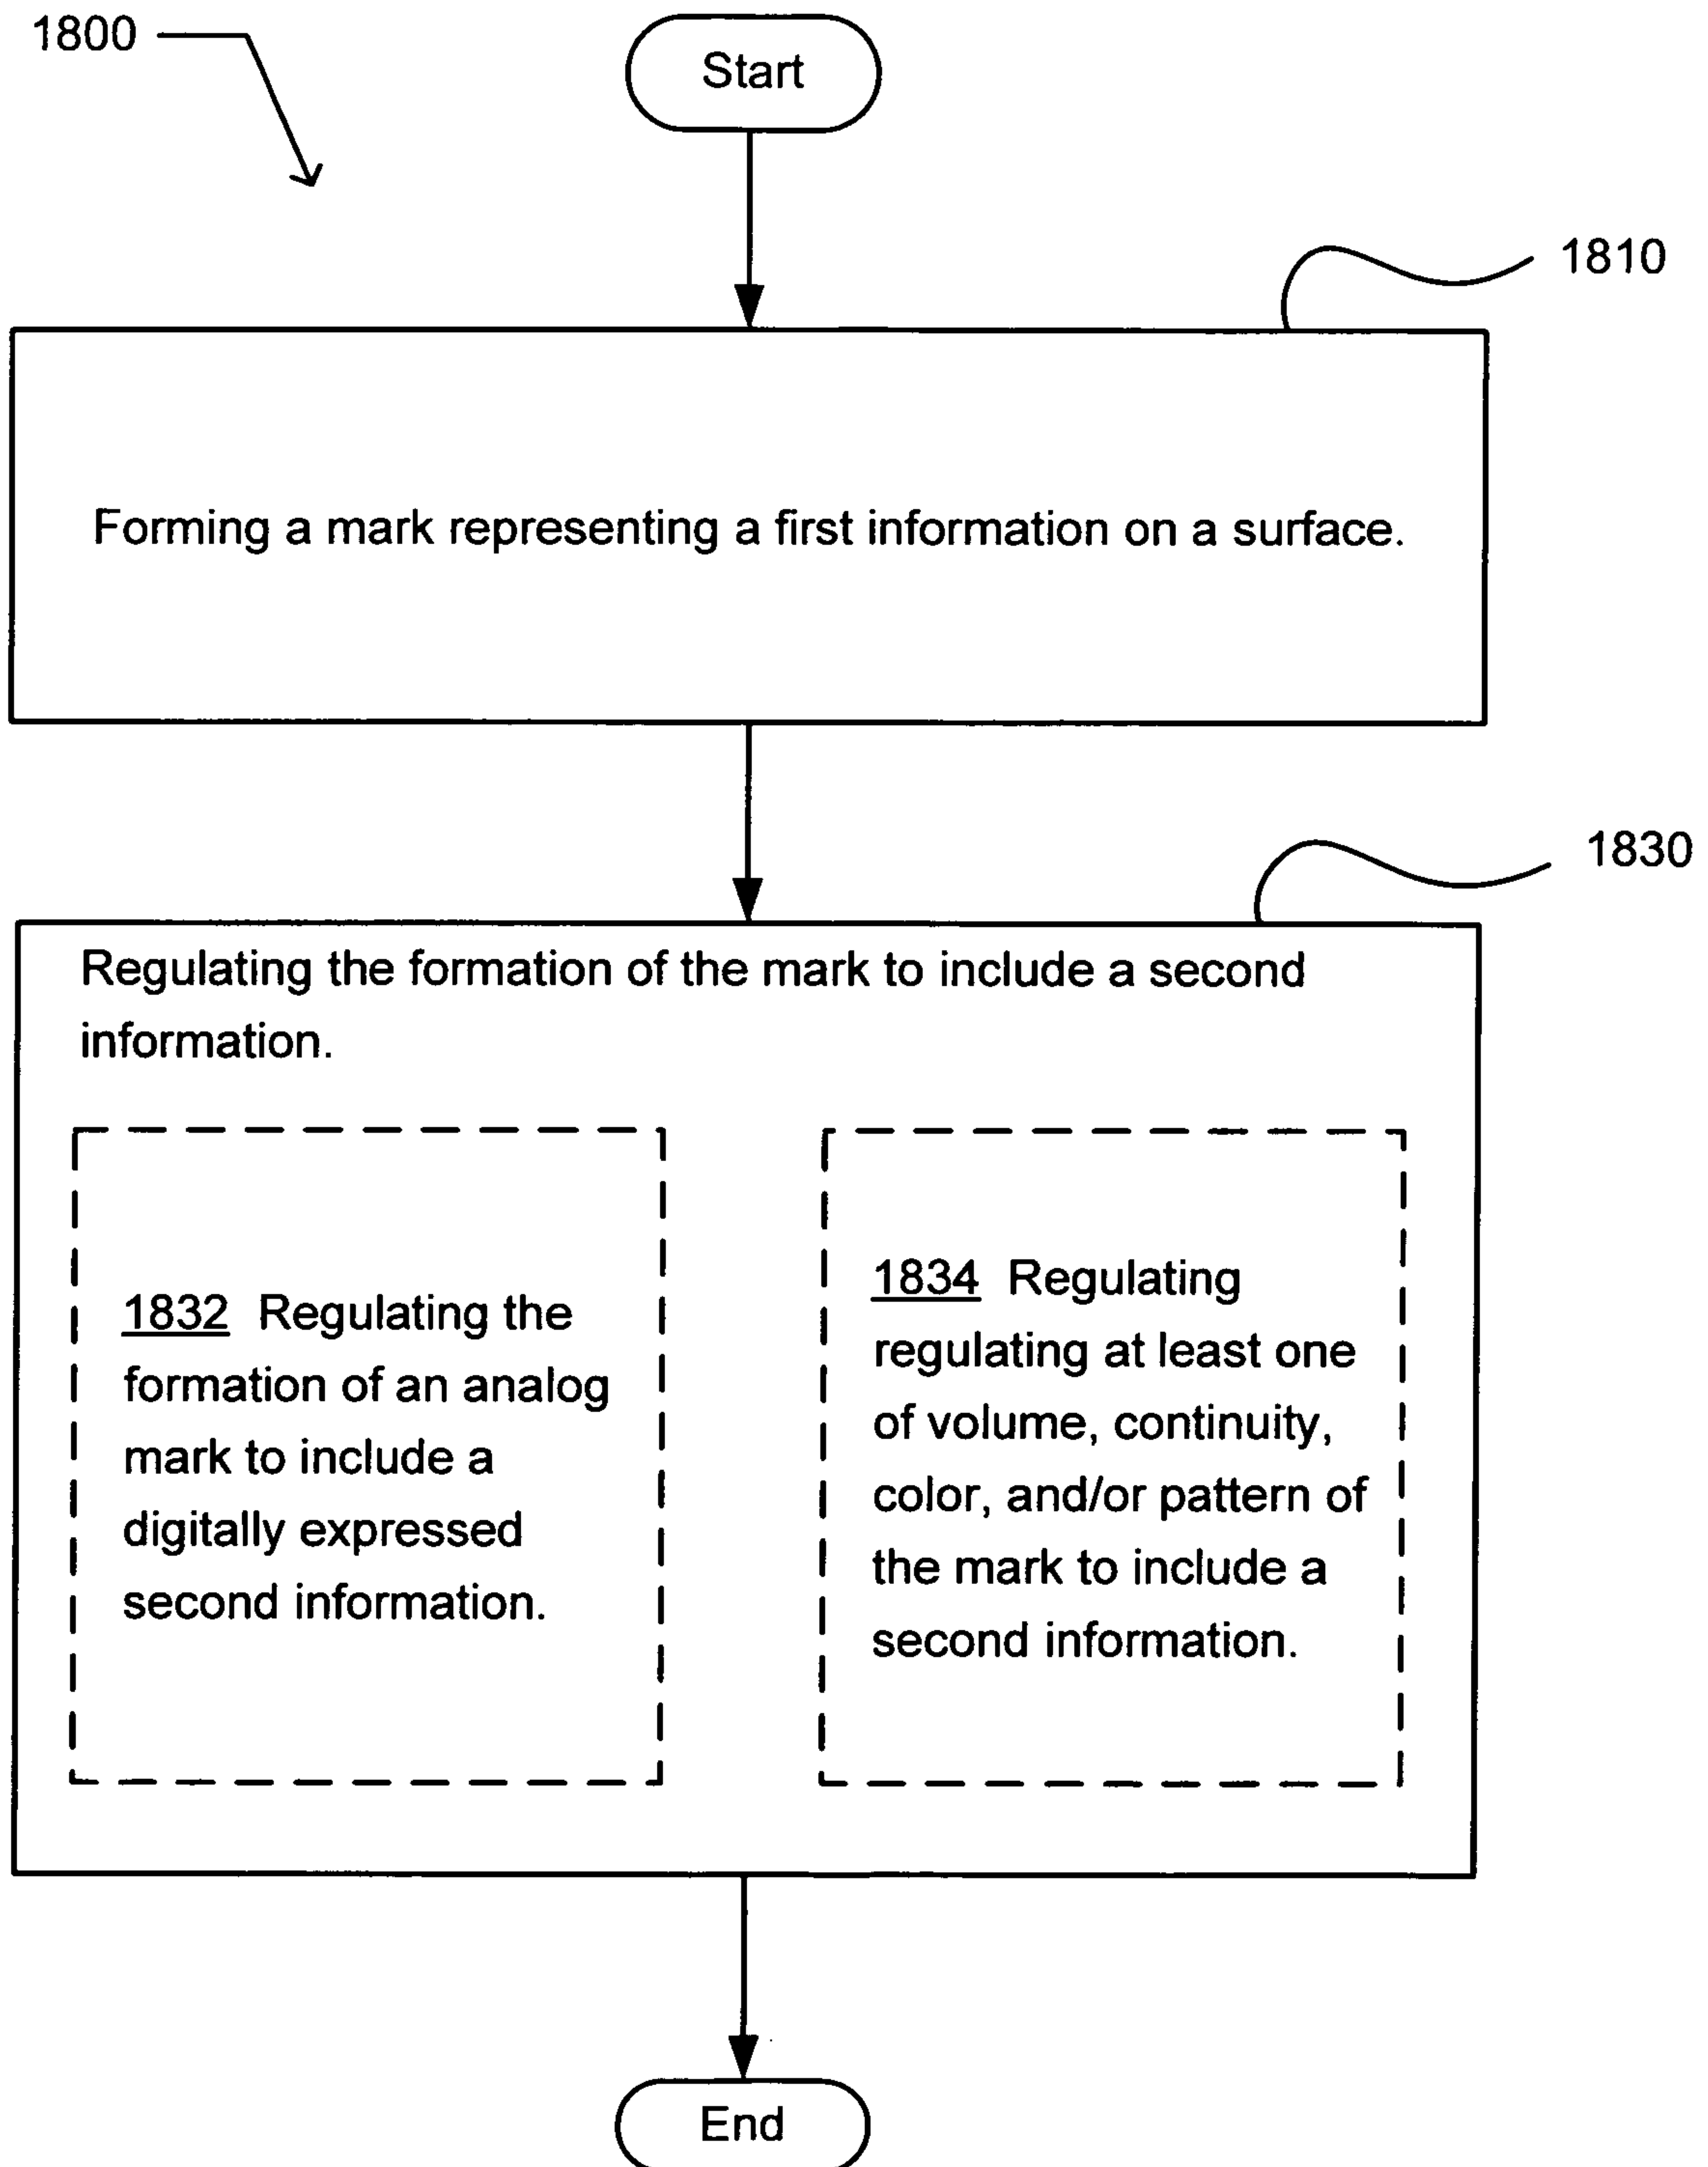 1800
Start
1810
Forming a mark representing a first information on a surface.
1830
Regulating the formation of the mark to include a second
information.
1832 Regulating the
formation of an analog
mark to include a
digitally expressed
second information.
1834 Regulating
regulating at least one
of volume, continuity,
color, and/or pattern of
the mark to include a
second information.
End